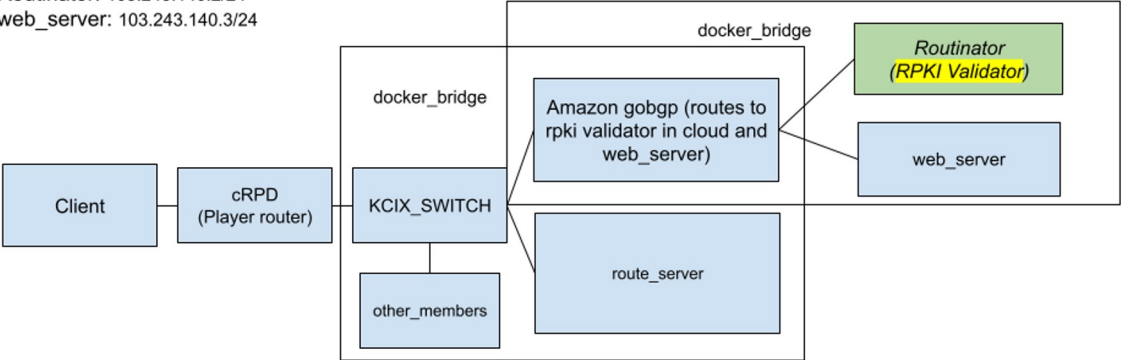 web_server: 103.243.140.3/24
docker_bridge
Routinator
(RPKI Validator)
docker_bridge
Amazon gobgp (routes to
rpki validator in cloud and
web_server)
web_server
Client
cRPD
(Player router)
KCIX_SWITCH
route_server
other_members